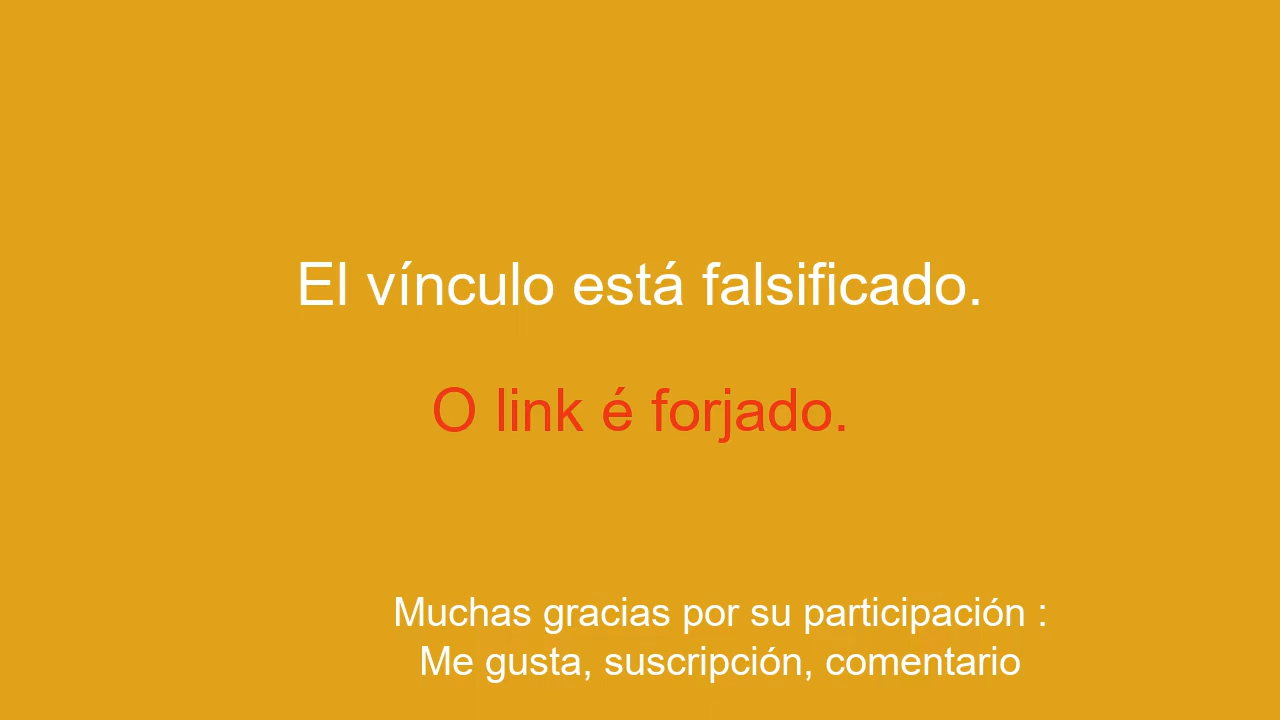 El vínculo está falsificado.
O link é forjado.
Muchas gracias por su participación :
Me gusta, suscripción, comentario